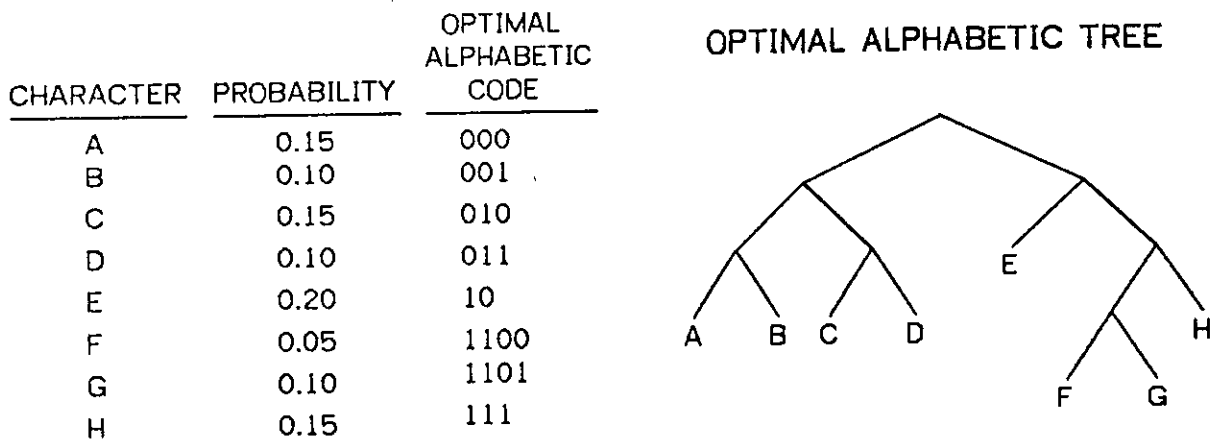 OPTIMAL
ALPHABETIC
CHARACTER PROBABILITY CODE
A 0.15 000
B 0.10 001
C 0.15 010
D 0.10 011
E 0.20 10
F 0.05 1100
G 0.10 1101
H 0.15 111
OPTIMAL ALPHABETIC TREE
E
A B C D H
F G